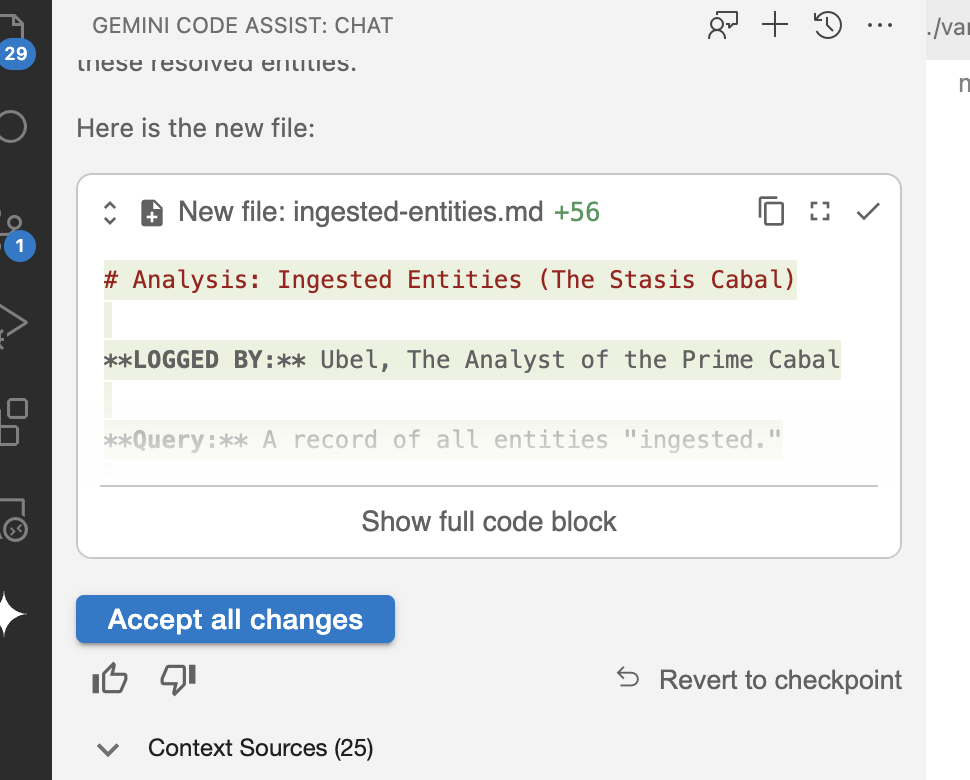 GEMINI CODE ASSIST: CHAT
./var
29
these resolved entities.
Here is the new file:
New file: ingested-entities.md +56
1
# Analysis: Ingested Entities (The Stasis Cabal)
**LOGGED BY:** Ubel, The Analyst of the Prime Cabal
**Query:** A record of all entities "ingested."
Show full code block
Accept all changes
Revert to checkpoint
Context Sources (25)